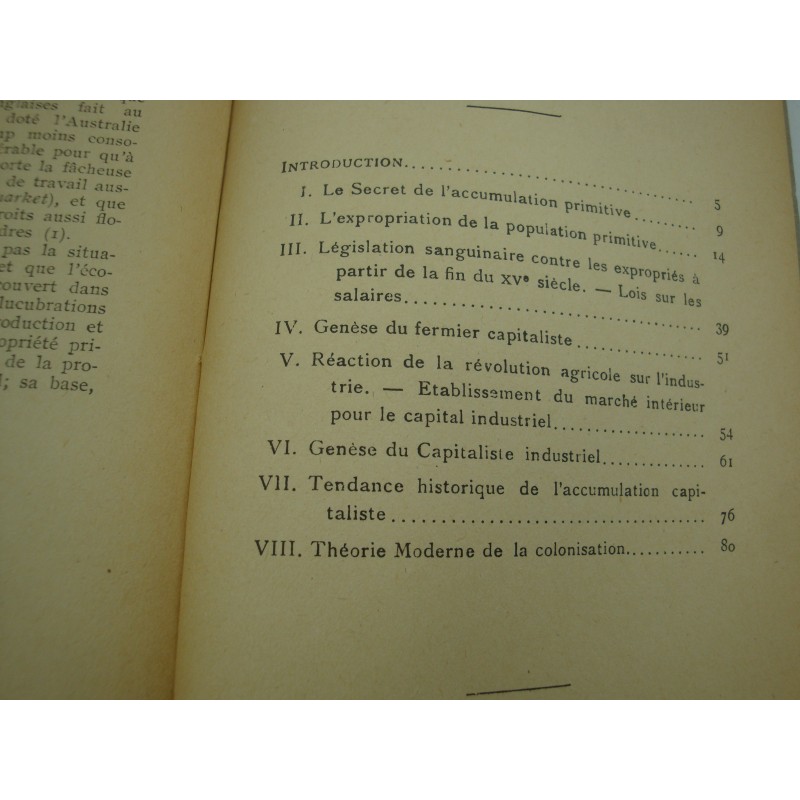 glaises fait au
doté l'Australie
up moins conso-
érable pour qu'à
orte la fâcheuse
de travail aus-
market), et que
roits aussi flo-
dres (1).
pas la situa-
et que l'éco-
ouvert dans
lucubrations
roduction et
opriété pri-
de la pro-
; sa base,
INTRODUCTION.................... 5
I. Le Secret de l'accumulation primitive......... 9
II. L'expropriation de la population primitive...... 14
III. Législation sanguinaire contre les expropriés à
partir de la fin du XVe siècle. — Lois sur les
salaires.................... 39
IV. Genèse du fermier capitaliste............ 51
V. Réaction de la révolution agricole sur l'indus-
trie. — Etablissement du marché intérieur
pour le capital industriel.................... 54
VI. Genèse du Capitaliste industriel.............. 61
VII. Tendance historique de l'accumulation capi-
taliste.................... 76
VIII. Théorie Moderne de la colonisation........... 80